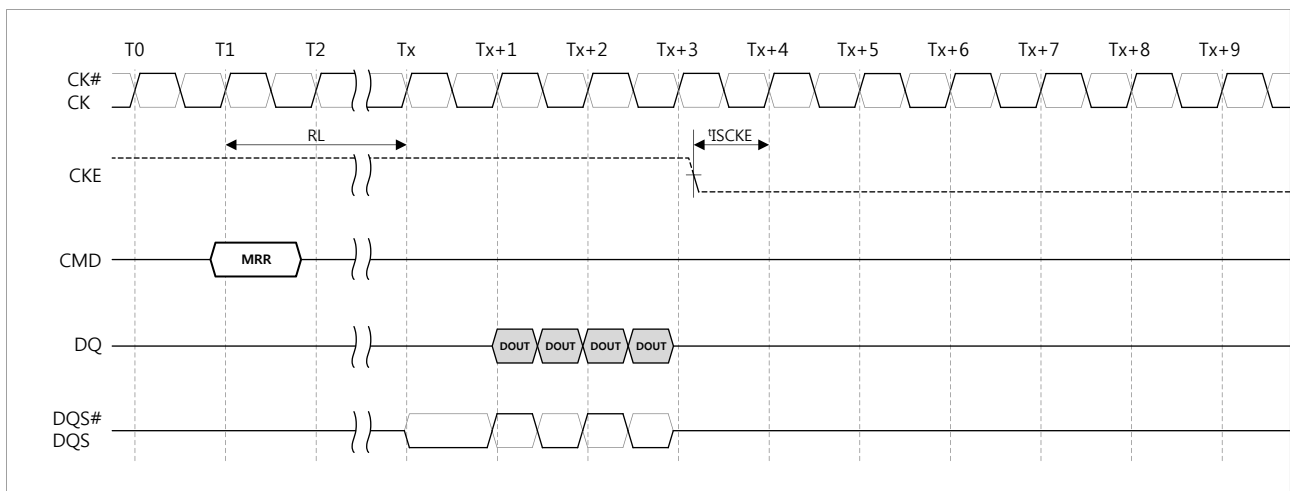 T0 T1 T2 Tx Tx+1 Tx+2 Tx+3 Tx+4 Tx+5 Tx+6 Tx+7 Tx+8 Tx+9
CK#
CK
RL
tISCKE
CKE
CMD
MRR
DQ
DOUT DOUT DOUT DOUT
DQS#
DQS